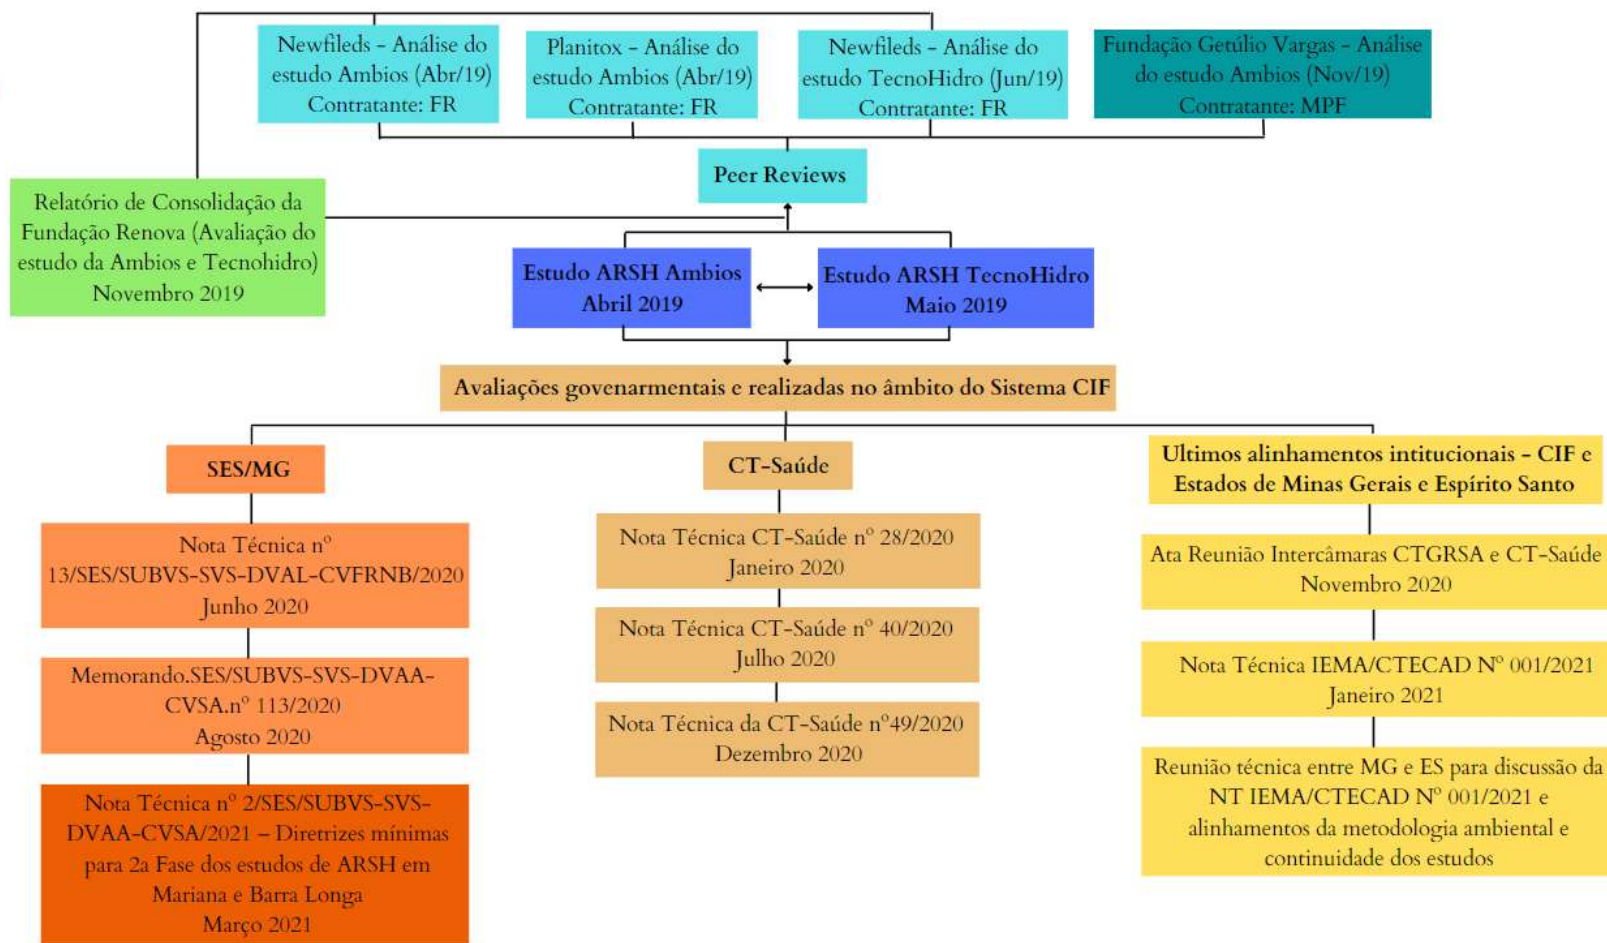 Newfileds - Análise do
estudo Ambios (Abr/19)
Contratante: FR
Planitox - Análise do
estudo Ambios (Abr/19)
Contratante: FR
Newfileds - Análise do
estudo TecnoHidro (Jun/19)
Contratante: FR
Fundação Getúlio Vargas - Análise
do estudo Ambios (Nov/19)
Contratante: MPF
Peer Reviews
Relatório de Consolidação da
Fundação Renova (Avaliação do
estudo da Ambios e Tecnohidro)
Novembro 2019
Estudo ARSH Ambios
Abril 2019
Estudo ARSH TecnoHidro
Maio 2019
Avaliações govenarmentais e realizadas no âmbito do Sistema CIF
SES/MG
Nota Técnica nº
13/SES/SUBVS-SVS-DVAL-CVFRNB/2020
Junho 2020
Memorando.SES/SUBVS-SVS-DVAA-
CVSA.nº 113/2020
Agosto 2020
Nota Técnica nº 2/SES/SUBVS-SVS-
DVAA-CVSA/2021 – Diretrizes mínimas
para 2a Fase dos estudos de ARSH em
Mariana e Barra Longa
Março 2021
CT-Saúde
Nota Técnica CT-Saúde nº 28/2020
Janeiro 2020
Nota Técnica CT-Saúde nº 40/2020
Julho 2020
Nota Técnica da CT-Saúde nº49/2020
Dezembro 2020
Ultimos alinhamentos intitucionais - CIF e
Estados de Minas Gerais e Espírito Santo
Ata Reunião Intercâmaras CTGRSA e CT-Saúde
Novembro 2020
Nota Técnica IEMA/CTECAD Nº 001/2021
Janeiro 2021
Reunião técnica entre MG e ES para discussão da
NT IEMA/CTECAD Nº 001/2021 e
alinhamentos da metodologia ambiental e
continuidade dos estudos